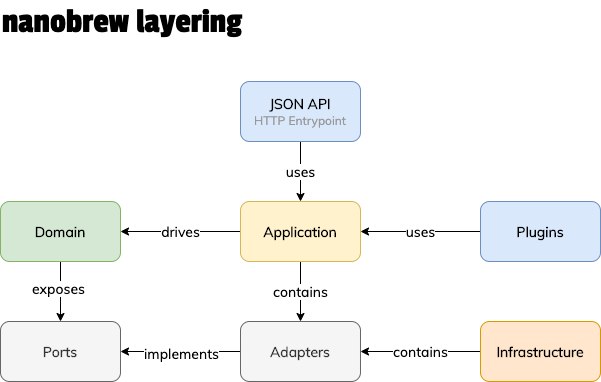 nanobrew layering
JSON API
HTTP Entrypoint
uses
Domain
drives
Application
uses
Plugins
exposes
contains
Ports
implements
Adapters
contains
Infrastructure